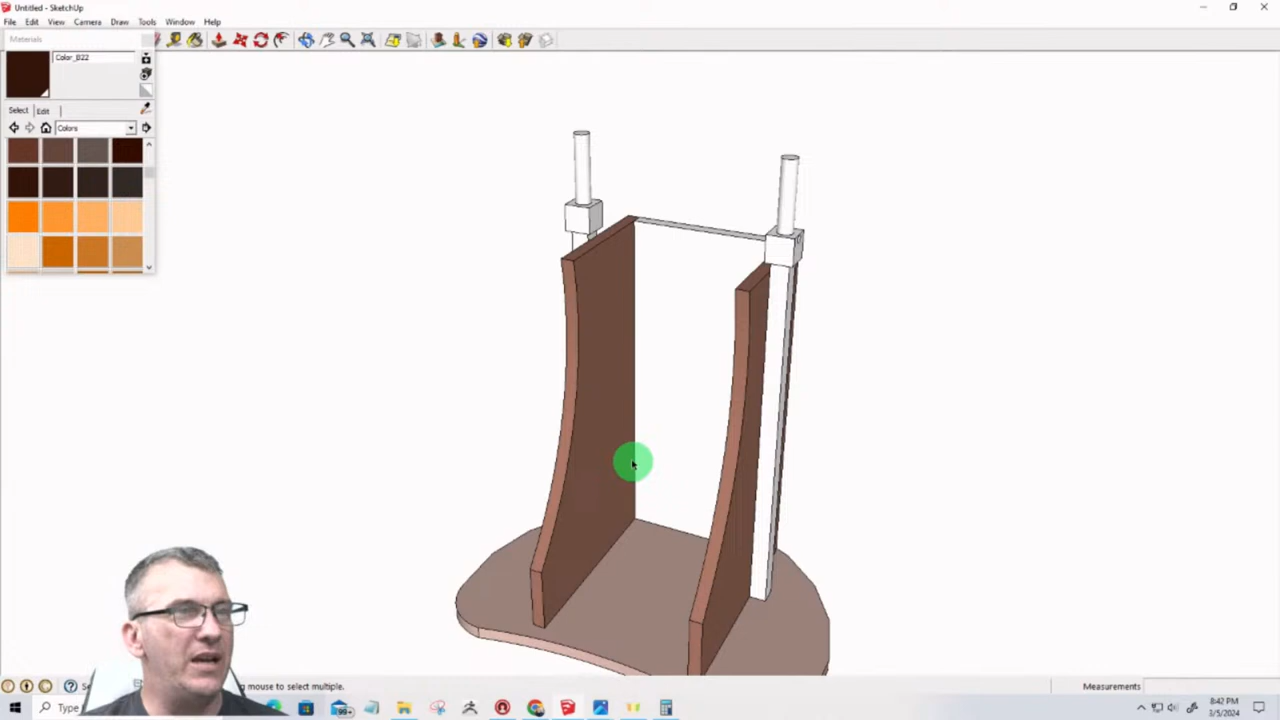 Untitled - SketchUp
File Edit View Camera Draw Tools Window Help
Materials
Color_B22
Select Edit
Colors
mouse to select multiple.
Measurements
Type
99+
8:42 PM
3/5/2024